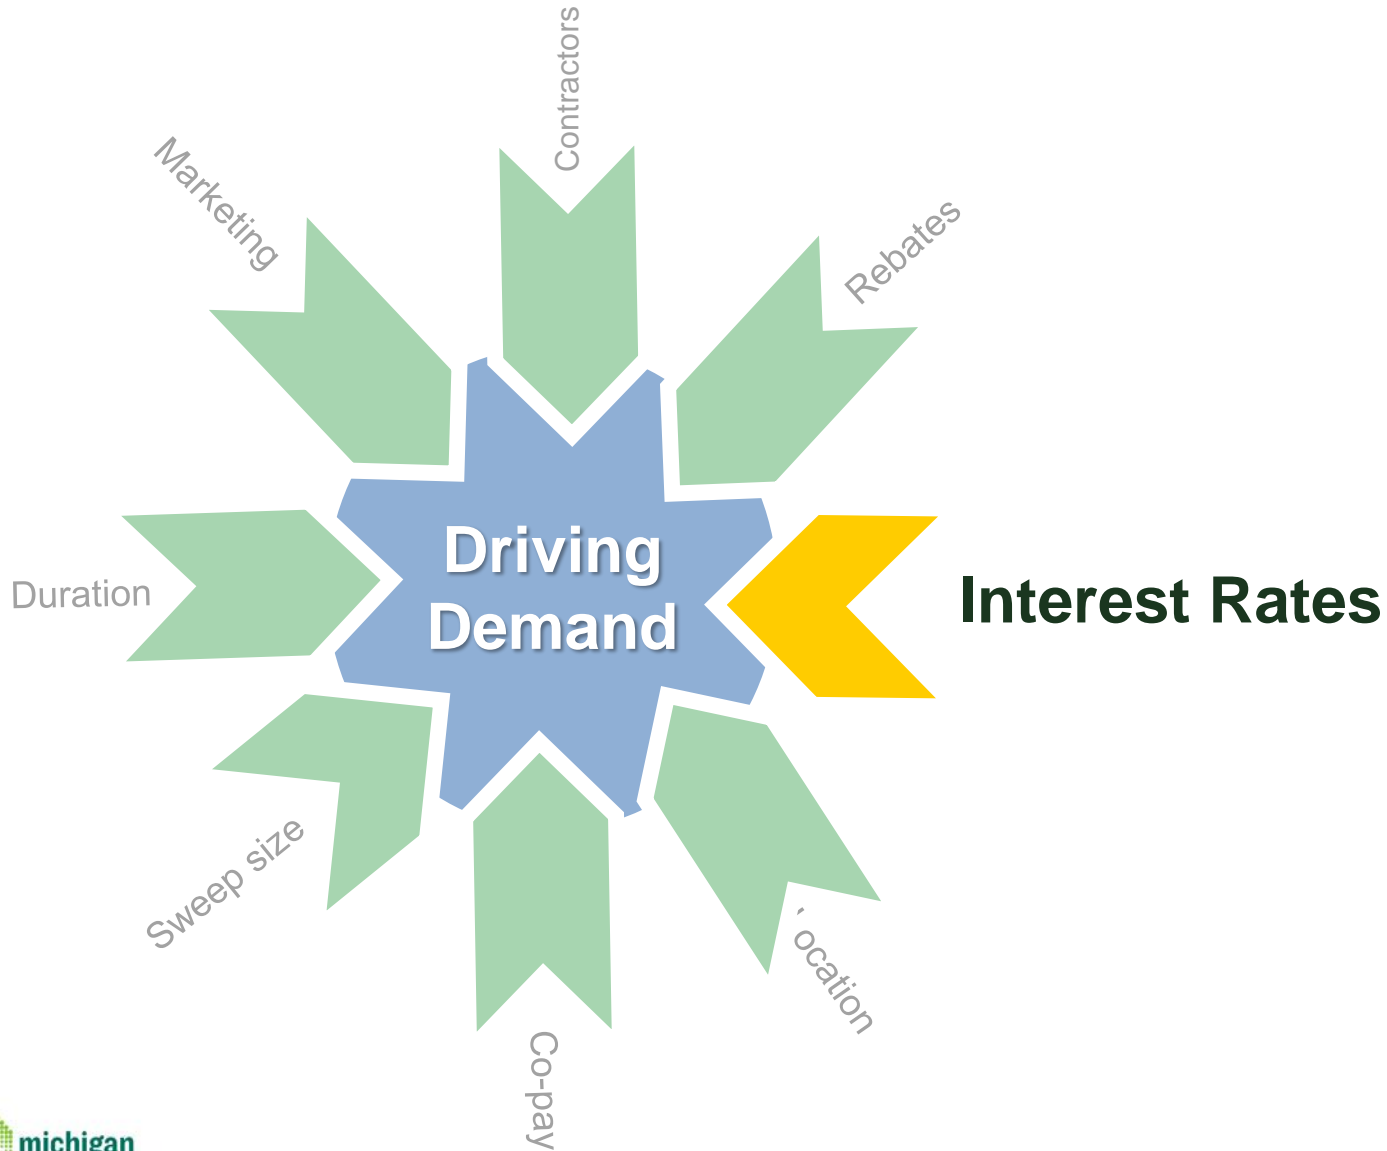 Contractors
Marketing
Rebates
Driving
Demand
Interest Rates
Duration
Sweep size
ocation
Co-pay
michigan